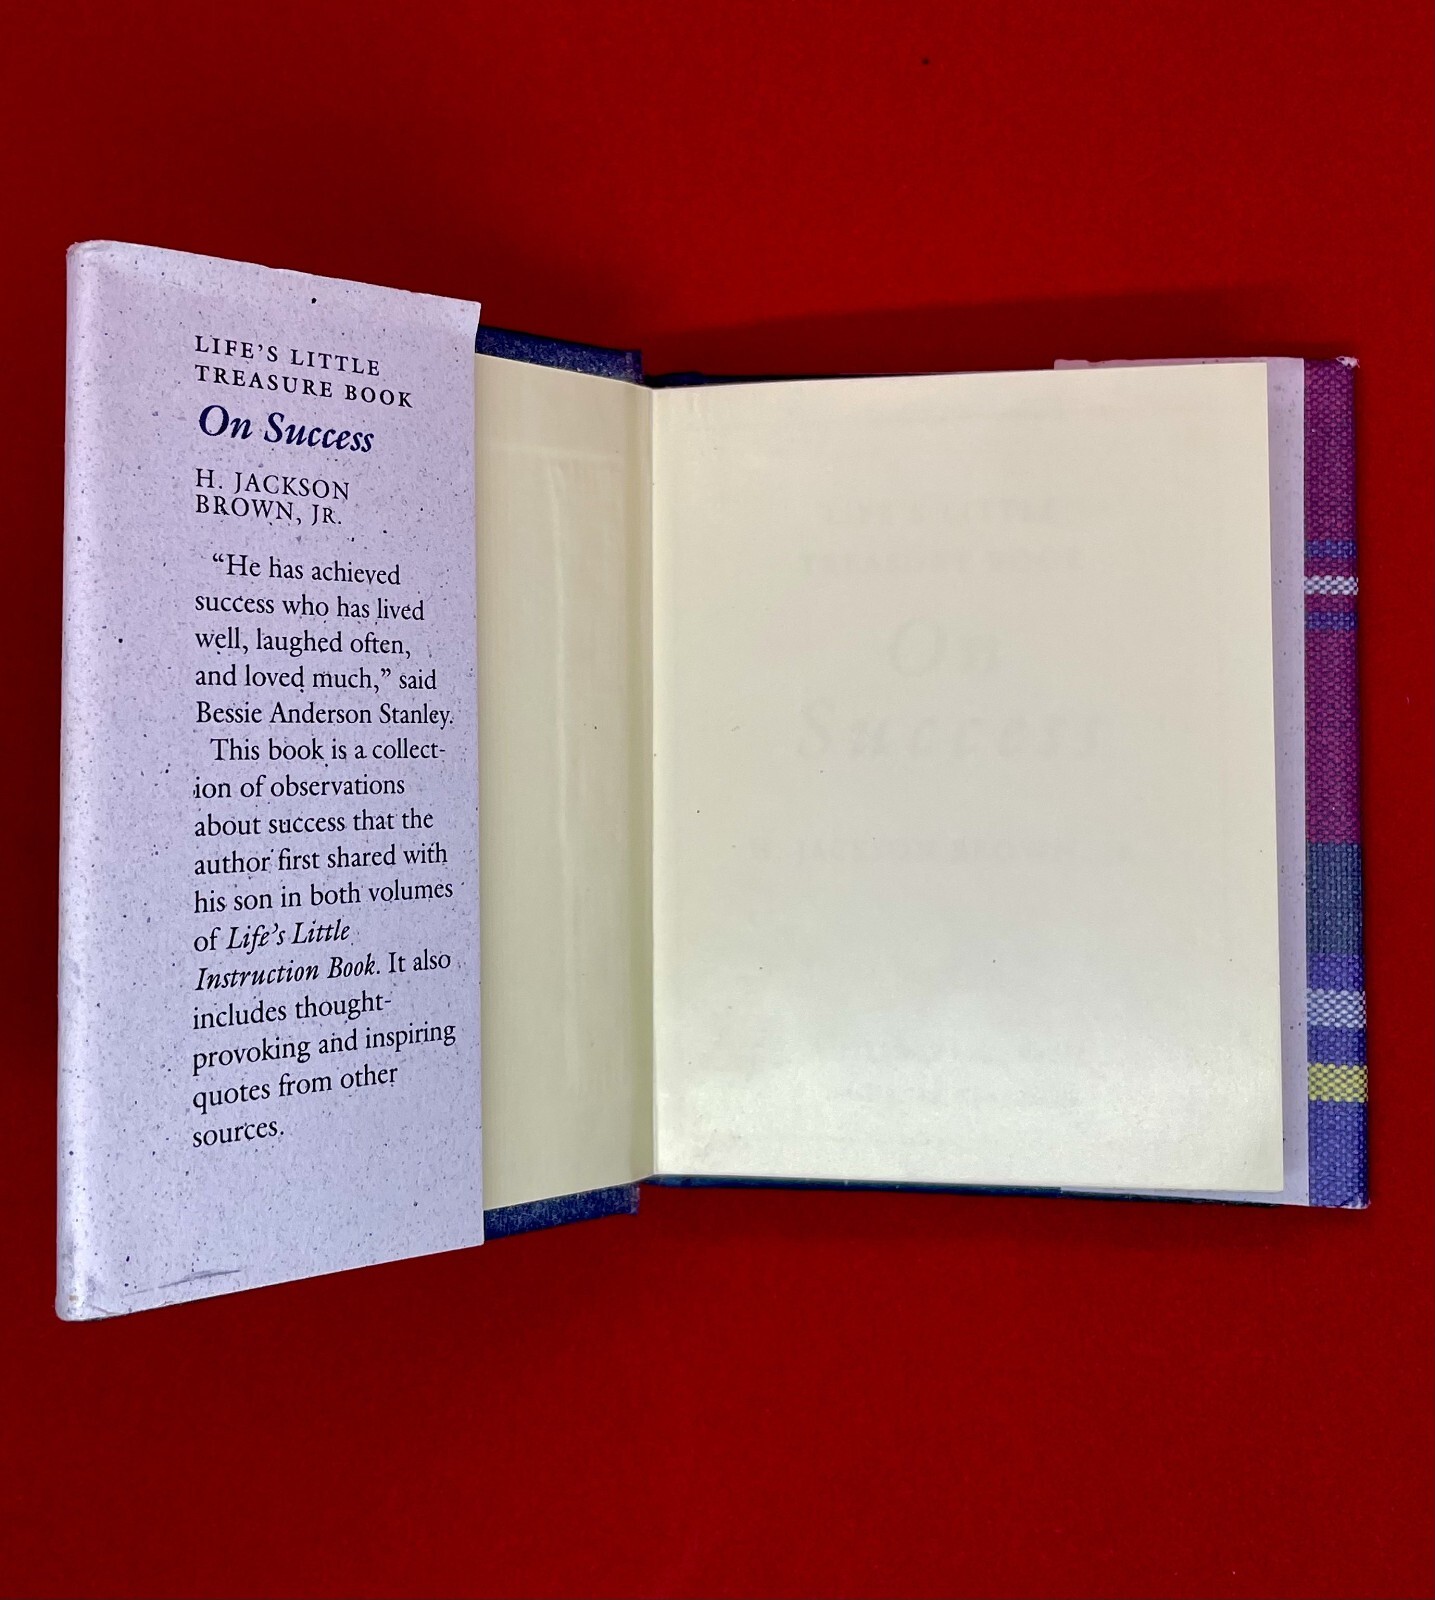 LIFE'S LITTLE
TREASURE BOOK
On Success
H. JACKSON
BROWN, JR.
“He has achieved
success who has lived
well, laughed often,
and loved much,” said
Bessie Anderson Stanley.
This book is a collect-
ion of observations
about success that the
author first shared with
his son in both volumes
of Life's Little
Instruction Book. It also
includes thought-
provoking and inspiring
quotes from other
sources.
On
Success